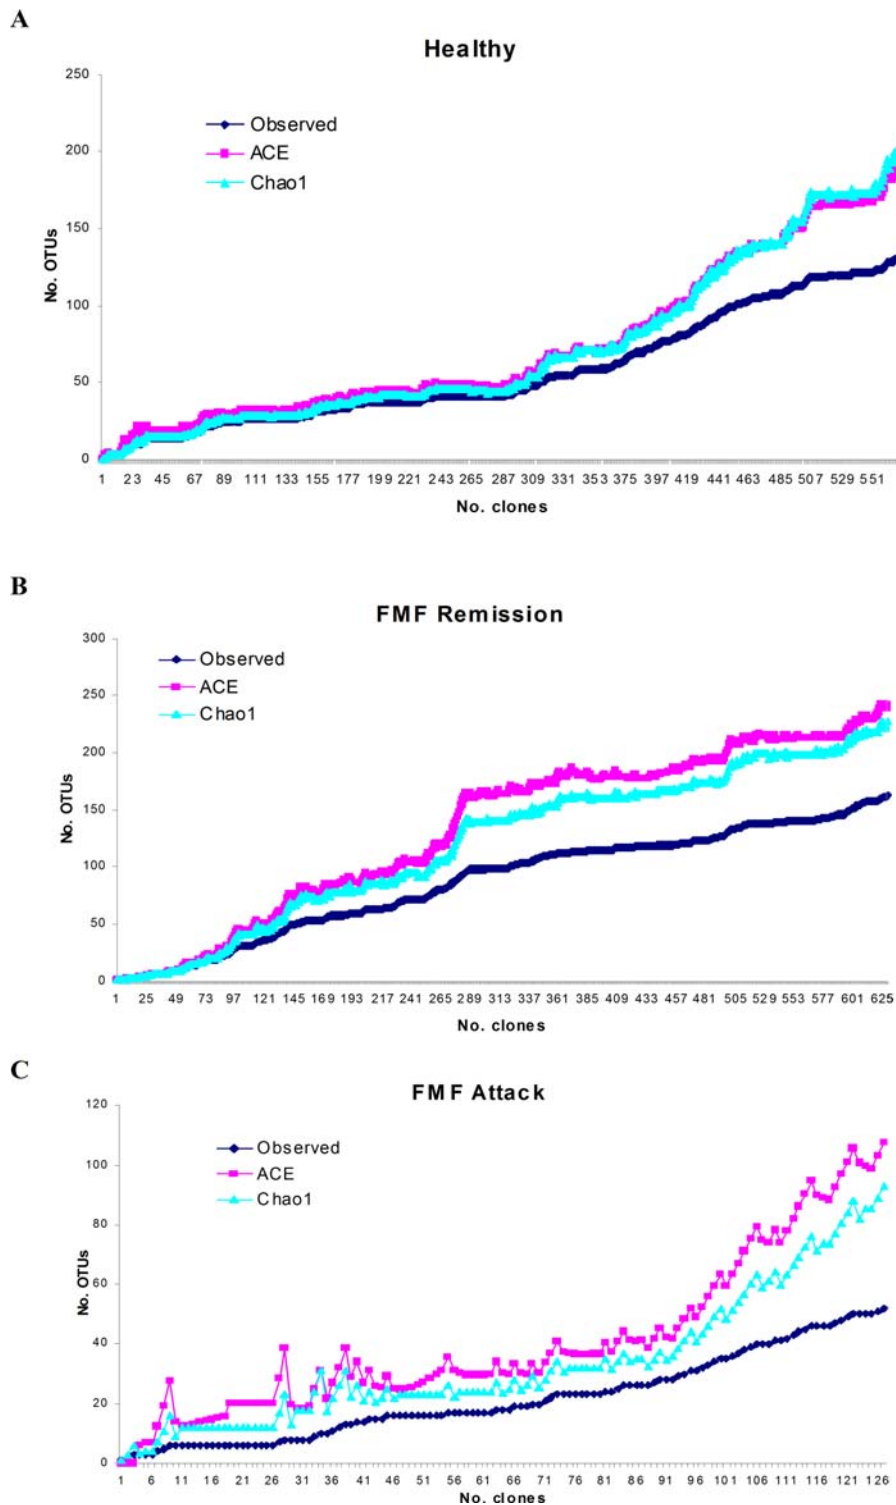 A
Healthy
250
200
150
100
50
0
No. OTUs
Observed
ACE
Chao1
1 23 45 67 89 111 133 155 177 199 221 243 265 287 309 331 353 375 397 419 441 463 485 507 529 551
No. clones
B
FMF Remission
300
250
200
150
100
50
0
No. OTUs
Observed
ACE
Chao1
1 25 49 73 97 121 145 169 193 217 241 265 289 313 337 361 385 409 433 457 481 505 529 553 577 601 625
No. clones
C
FMF Attack
120
100
80
60
40
20
0
No. OTUs
Observed
ACE
Chao1
1 6 11 16 21 26 31 36 41 46 51 56 61 66 71 76 81 86 91 96 101 106 111 116 121 126
No. clones